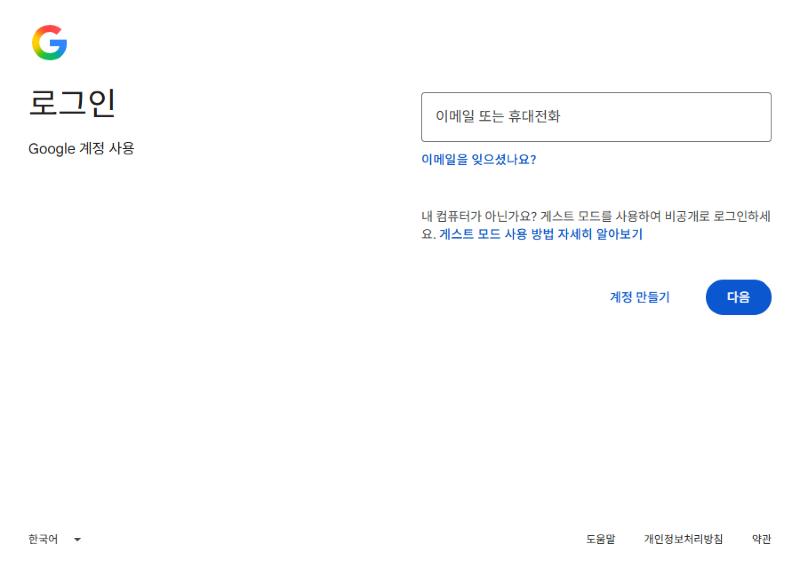 로그인
Google 계정 사용
이메일 또는 휴대전화
이메일을 잊으셨나요?
내 컴퓨터가 아닌가요? 게스트 모드를 사용하여 비공개로 로그인하세
요. 게스트 모드 사용 방법 자세히 알아보기
계정 만들기
다음
한국어
도움말
개인정보처리방침
약관